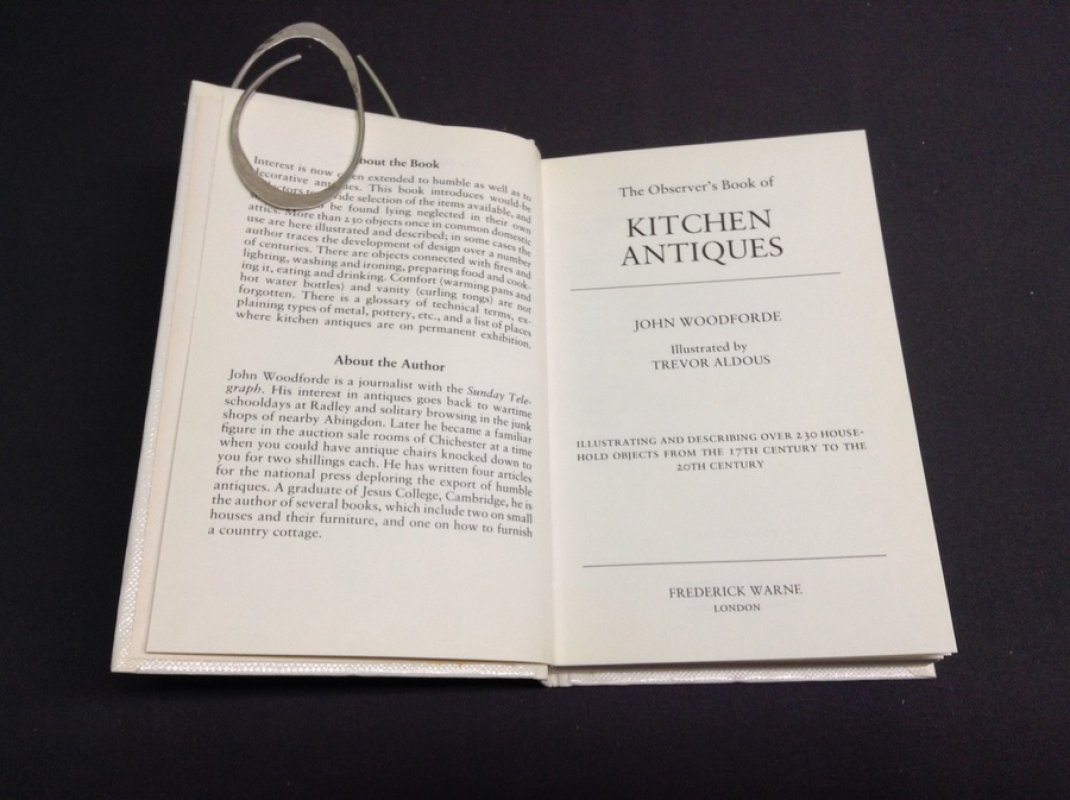 bout the Book
Interest is now en extended to humble as well as to
ecorative an es. This book introduces would-be
ectors to ide selection of the items available, and
be found lying neglected in their own
attics. More than 230 objects once in common domestic
use are here illustrated and described; in some cases the
author traces the development of design over a number
of centuries. There are objects connected with fires and
lighting, washing and ironing, preparing food and cook-
ing it, eating and drinking. Comfort (warming pans and
hot water bottles) and vanity (curling tongs) are not
forgotten. There is a glossary of technical terms, ex-
plaining types of metal, pottery, etc., and a list of places
where kitchen antiques are on permanent exhibition.
About the Author
John Woodforde is a journalist with the Sunday Tele-
graph. His interest in antiques goes back to wartime
schooldays at Radley and solitary browsing in the junk
shops of nearby Abingdon. Later he became a familiar
figure in the auction sale rooms of Chichester at a time
when you could have antique chairs knocked down to
you for two shillings each. He has written four articles
for the national press deploring the export of humble
antiques. A graduate of Jesus College, Cambridge, he is
the author of several books, which include two on small
houses and their furniture, and one on how to furnish
a country cottage.
The Observer's Book of
KITCHEN
ANTIQUES
JOHN WOODFORDE
Illustrated by
TREVOR ALDOUS
ILLUSTRATING AND DESCRIBING OVER 230 HOUSE-
HOLD OBJECTS FROM THE 17TH CENTURY TO THE
20TH CENTURY
FREDERICK WARNE
LONDON